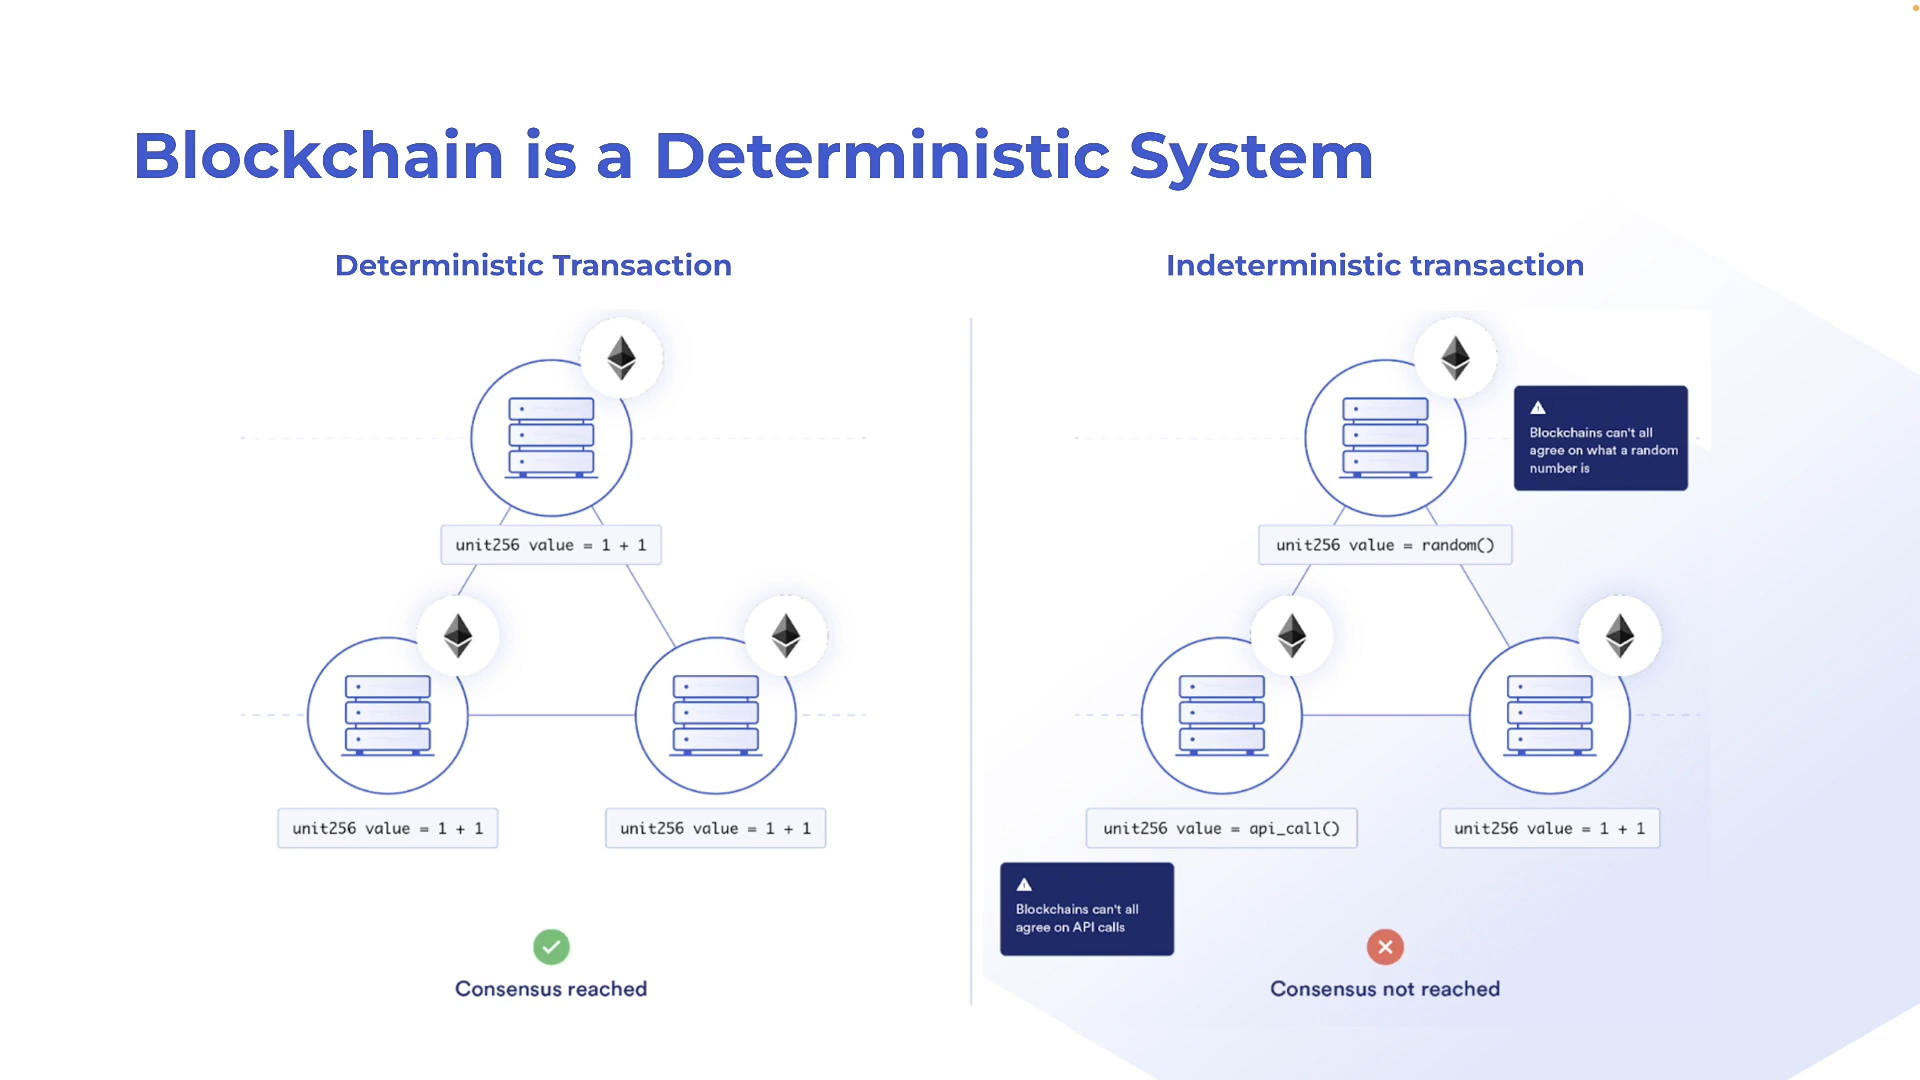 Blockchain is a Deterministic System
Deterministic Transaction
unit256 value = 1 + 1
unit256 value = 1 + 1
unit256 value = 1 + 1
Consensus reached
Indeterministic transaction
Blockchains can't all
agree on what a random
number is
unit256 value = random()
unit256 value = api_call()
unit256 value = 1 + 1
Blockchains can't all
agree on API calls
Consensus not reached